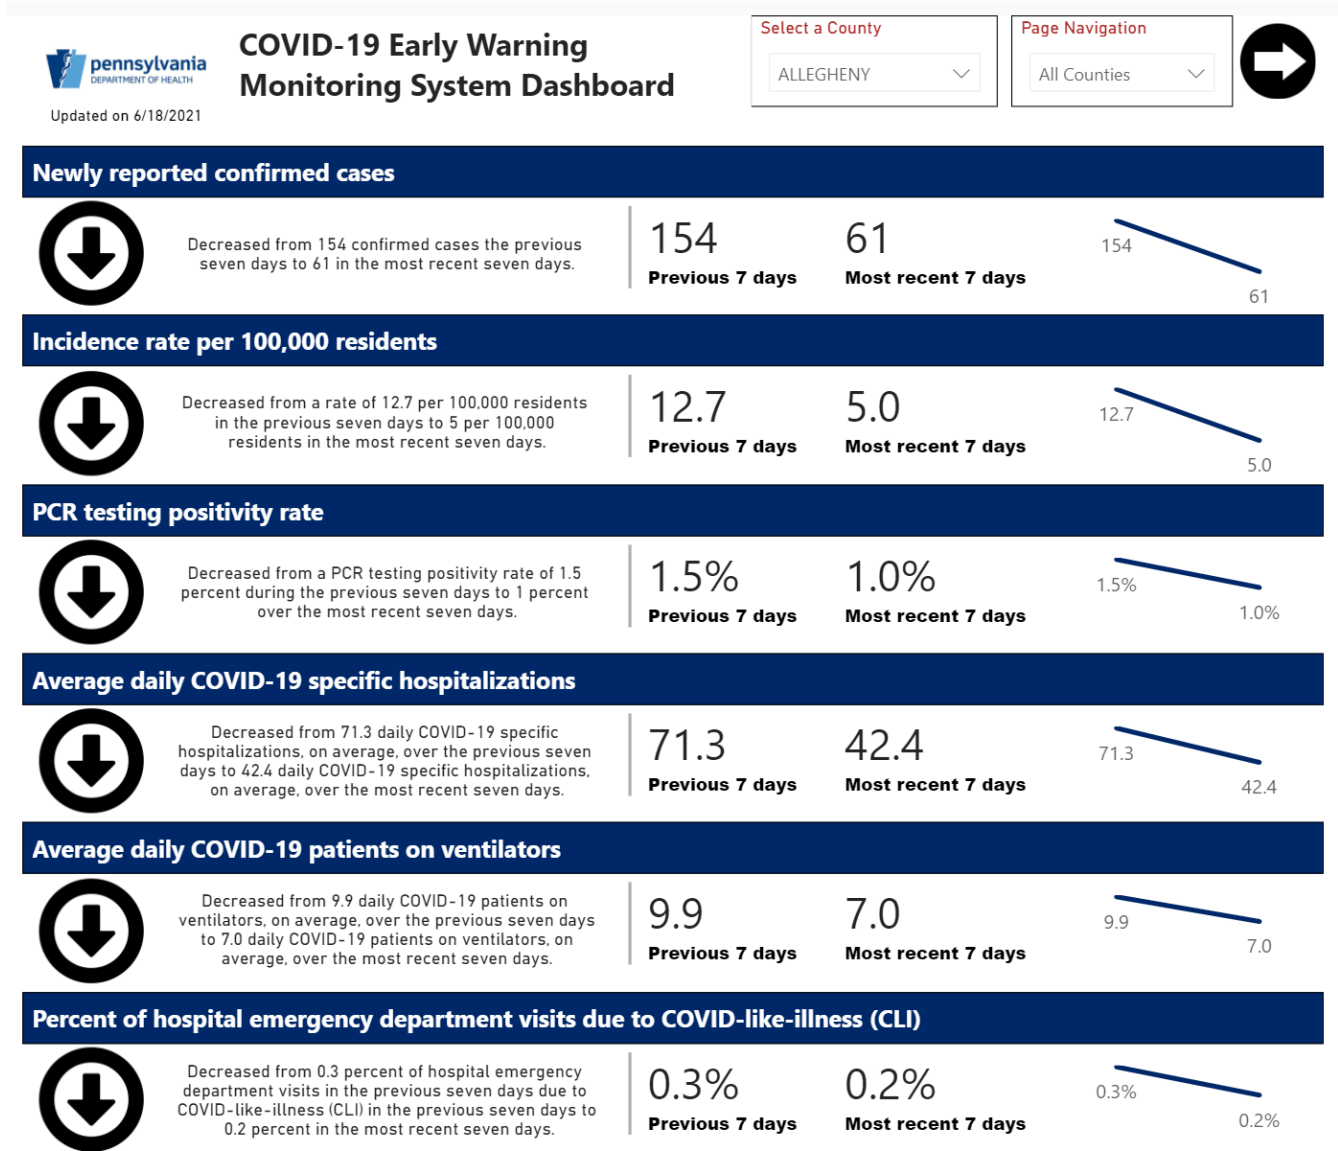 pennsylvania
DEPARTMENT OF HEALTH
Updated on 6/18/2021
COVID-19 Early Warning
Monitoring System Dashboard
Select a County
ALLEGHENY
Page Navigation
All Counties
Newly reported confirmed cases
Decreased from 154 confirmed cases the previous
seven days to 61 in the most recent seven days.
154
Previous 7 days
61
Most recent 7 days
154
61
Incidence rate per 100,000 residents
Decreased from a rate of 12.7 per 100,000 residents
in the previous seven days to 5 per 100,000
residents in the most recent seven days.
12.7
Previous 7 days
5.0
Most recent 7 days
12.7
5.0
PCR testing positivity rate
Decreased from a PCR testing positivity rate of 1.5
percent during the previous seven days to 1 percent
over the most recent seven days.
1.5%
Previous 7 days
1.0%
Most recent 7 days
1.5%
1.0%
Average daily COVID-19 specific hospitalizations
Decreased from 71.3 daily COVID-19 specific
hospitalizations, on average, over the previous seven
days to 42.4 daily COVID-19 specific hospitalizations,
on average, over the most recent seven days.
71.3
Previous 7 days
42.4
Most recent 7 days
71.3
42.4
Average daily COVID-19 patients on ventilators
Decreased from 9.9 daily COVID-19 patients on
ventilators, on average, over the previous seven days
to 7.0 daily COVID-19 patients on ventilators, on
average, over the most recent seven days.
9.9
Previous 7 days
7.0
Most recent 7 days
9.9
7.0
Percent of hospital emergency department visits due to COVID-like-illness (CLI)
Decreased from 0.3 percent of hospital emergency
department visits in the previous seven days due to
COVID-like-illness (CLI) in the previous seven days to
0.2 percent in the most recent seven days.
0.3%
Previous 7 days
0.2%
Most recent 7 days
0.3%
0.2%